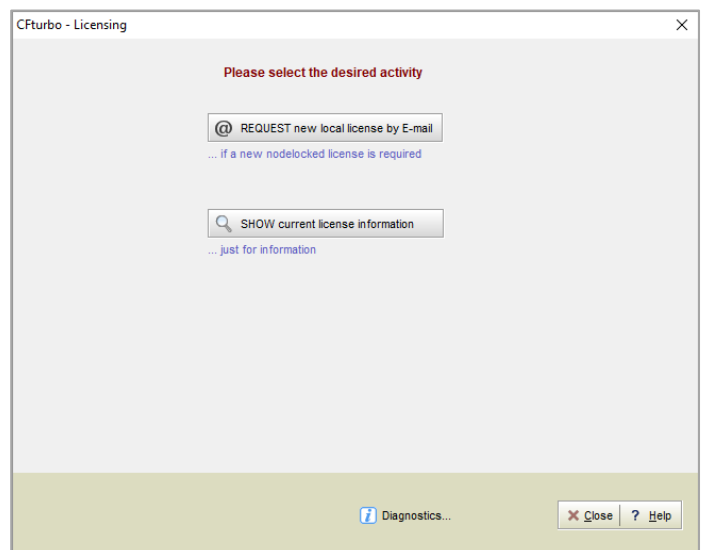 CFturbo - Licensing
Please select the desired activity
@ REQUEST new local license by E-mail
... if a new nodelocked license is required
SHOW current license information
... just for information
Diagnostics...
Close ? Help